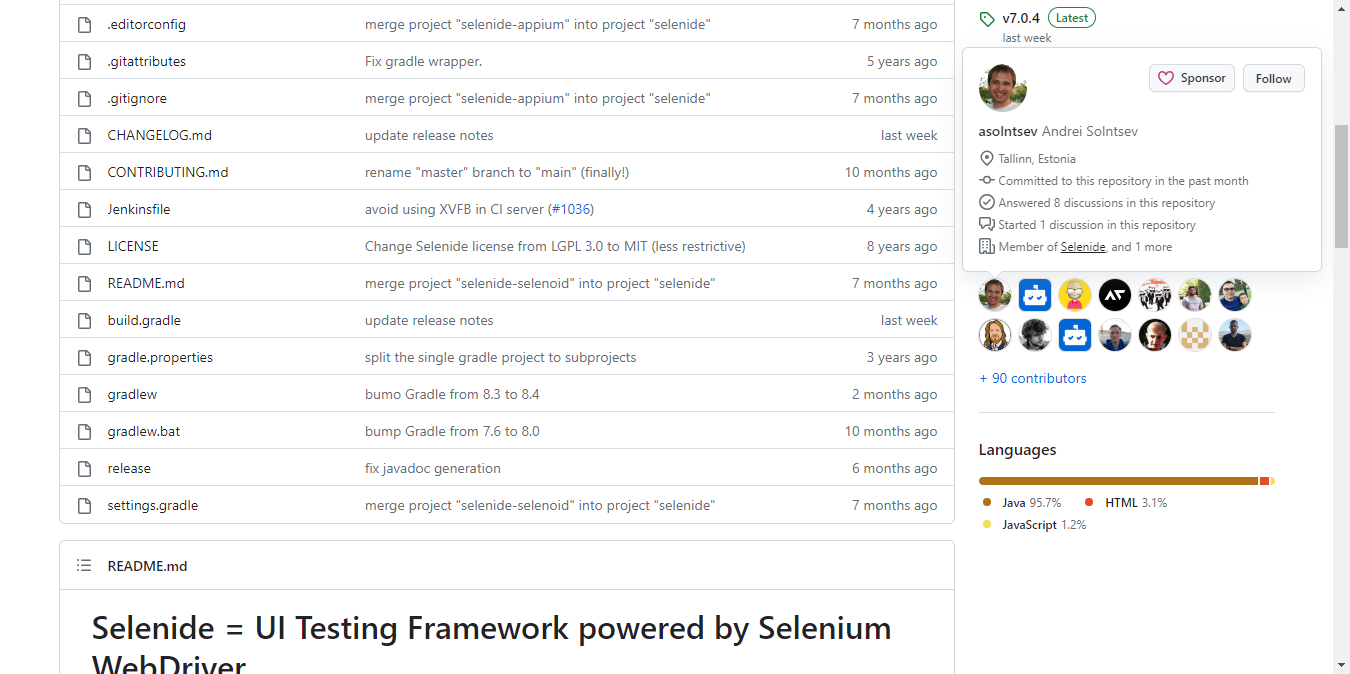 .editorconfig merge project "selenide-appium" into project "selenide" 7 months ago
.gitattributes Fix gradle wrapper. 5 years ago
.gitignore merge project "selenide-appium" into project "selenide" 7 months ago
CHANGELOG.md update release notes last week
CONTRIBUTING.md rename "master" branch to "main" (finally!) 10 months ago
Jenkinsfile avoid using XVFB in CI server (#1036) 4 years ago
LICENSE Change Selenide license from LGPL 3.0 to MIT (less restrictive) 8 years ago
README.md merge project "selenide-selenoid" into project "selenide" 7 months ago
build.gradle update release notes last week
gradle.properties split the single gradle project to subprojects 3 years ago
gradlew bumo Gradle from 8.3 to 8.4 2 months ago
gradlew.bat bump Gradle from 7.6 to 8.0 10 months ago
release fix javadoc generation 6 months ago
settings.gradle merge project "selenide-selenoid" into project "selenide" 7 months ago
README.md
Selenide = UI Testing Framework powered by Selenium
WebDriver
v7.0.4 Latest
last week
Sponsor Follow
asolntsev Andrei Solntsev
Tallinn, Estonia
Committed to this repository in the past month
Answered 8 discussions in this repository
Started 1 discussion in this repository
Member of Selenide, and 1 more
+ 90 contributors
Languages
Java 95.7% HTML 3.1%
JavaScript 1.2%